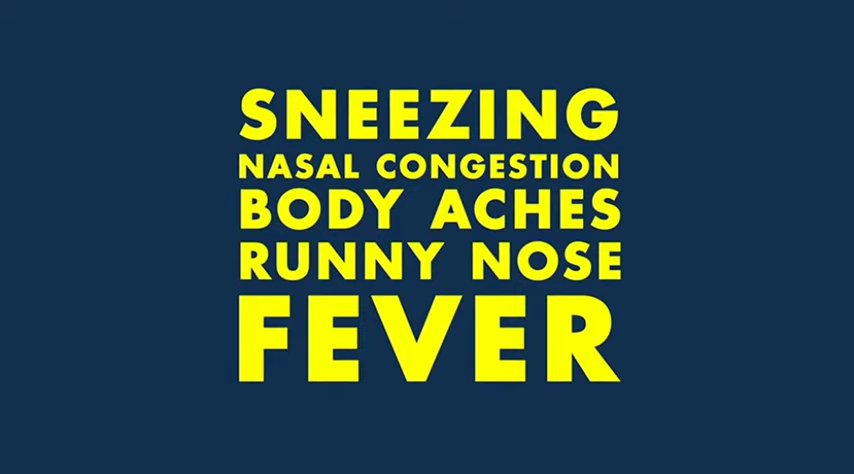 SNEEZING
NASAL CONGESTION
BODY ACHES
RUNNY NOSE
FEVER